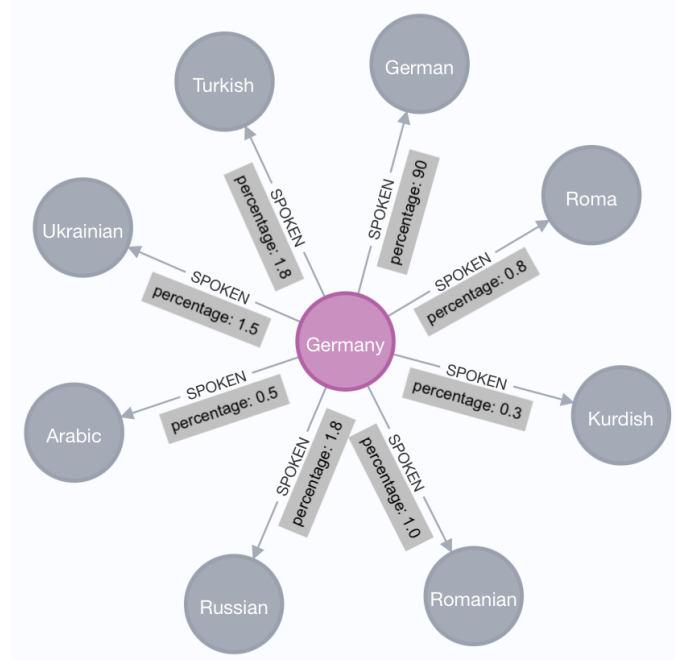 German
Turkish
SPOKEN
percentage: 90
SPOKEN
percentage: 1.8
Roma
Ukrainian
SPOKEN
percentage: 0.8
SPOKEN
percentage: 1.5
Germany
SPOKEN
percentage: 0.5
SPOKEN
percentage: 0.3
Arabic
Kurdish
SPOKEN
percentage: 1.8
SPOKEN
percentage: 1.0
Russian
Romanian